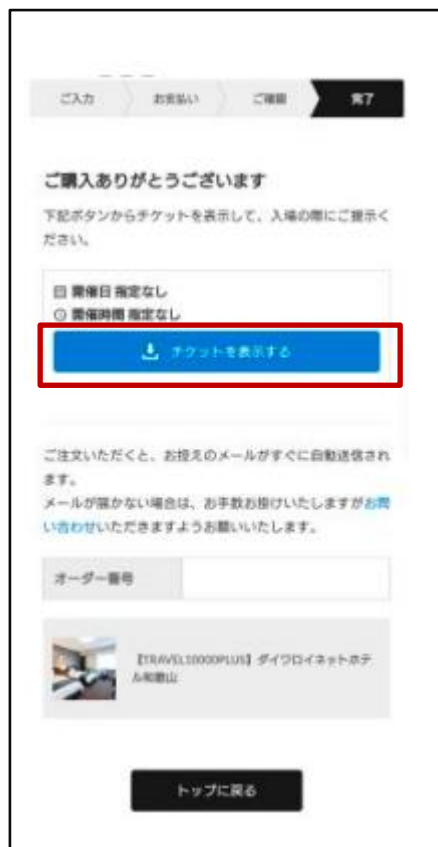 ご入力
お支払い
ご確認
完了
ご購入ありがとうございます
下記ボタンからチケットを表示して、入場の際にご提示く
ださい。
開催日 指定なし
開催時間 指定なし
チケットを表示する
ご注文いただくと、お控えのメールがすぐに自動送信され
ます。
メールが届かない場合は、お手数お掛けいたしますがお問
い合わせいただきますようお願いいたします。
オーダー番号
【TRAVEL10000PLUS】ダイワロイネットホテ
ル和歌山
トップに戻る